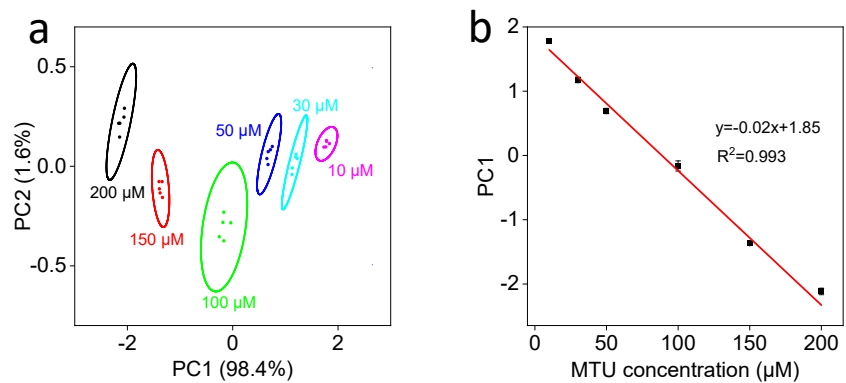 a
PC2 (1.6%)
0.5
0.0
-0.5
200 µM
150 µM
100 µM
50 µM
30 µM
10 µM
-2
0
2
PC1 (98.4%)
b
PC1
2
1
0
-1
-2
y=-0.02x+1.85
R²=0.993
0
50
100
150
200
MTU concentration (µM)